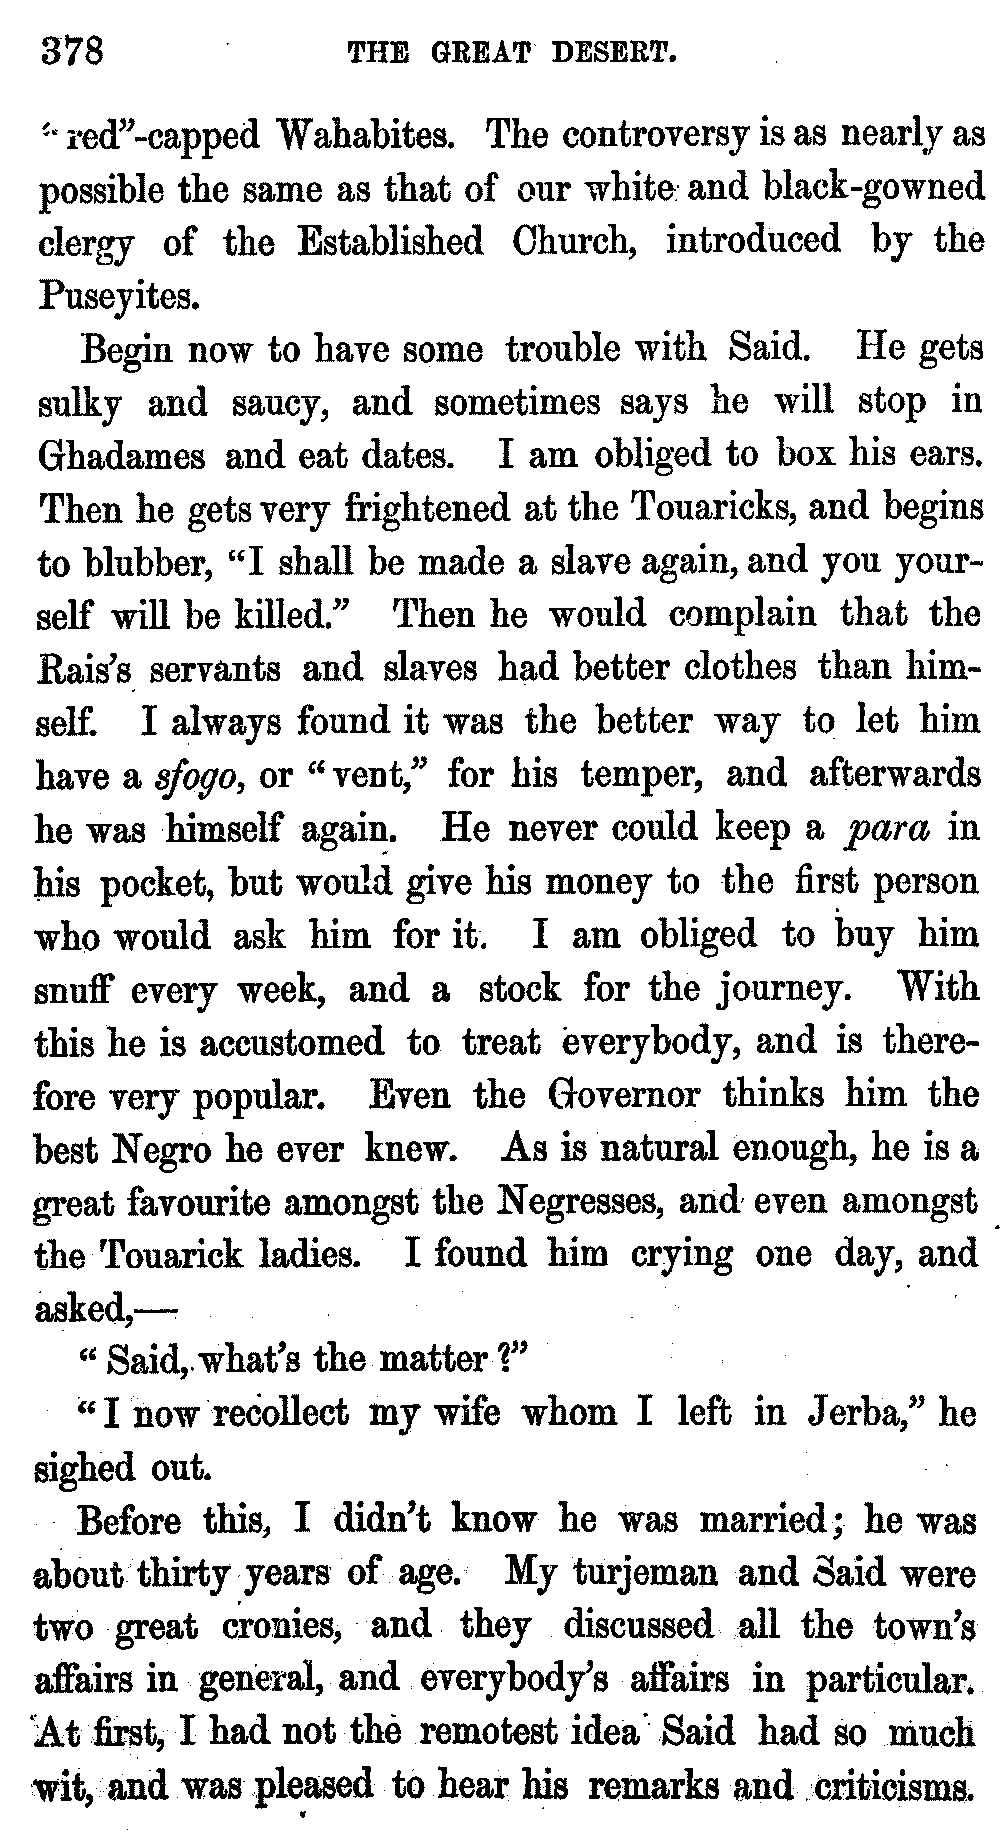 378 THE GREAT DESERT.
"red"-capped Wahabites. The controversy is as nearly as
possible the same as that of our white and black-gowned
clergy of the Established Church, introduced by the
Puseyites.
Begin now to have some trouble with Said. He gets
sulky and saucy, and sometimes says he will stop in
Ghadames and eat dates. I am obliged to box his ears.
Then he gets very frightened at the Touaricks, and begins
to blubber, "I shall be made a slave again, and you your-
self will be killed." Then he would complain that the
Rais's servants and slaves had better clothes than him-
self. I always found it was the better way to let him
have a sfogo, or "vent," for his temper, and afterwards
he was himself again. He never could keep a para in
his pocket, but would give his money to the first person
who would ask him for it. I am obliged to buy him
snuff every week, and a stock for the journey. With
this he is accustomed to treat everybody, and is there-
fore very popular. Even the Governor thinks him the
best Negro he ever knew. As is natural enough, he is a
great favourite amongst the Negresses, and even amongst
the Touarick ladies. I found him crying one day, and
asked,—
"Said, what's the matter?"
"I now recollect my wife whom I left in Jerba," he
sighed out.
Before this, I didn't know he was married; he was
about thirty years of age. My turjeman and Said were
two great cronies, and they discussed all the town's
affairs in general, and everybody's affairs in particular.
At first, I had not the remotest idea Said had so much
wit, and was pleased to hear his remarks and criticisms.